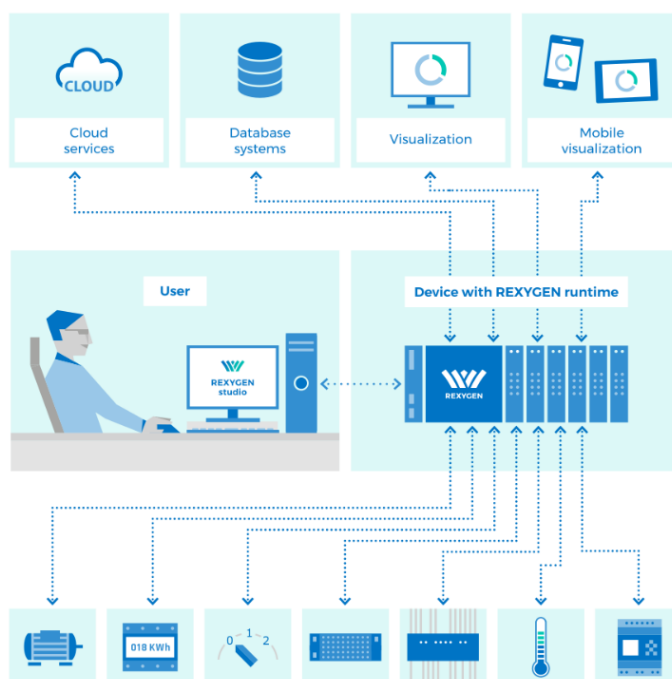 CLOUD
Cloud
services
Database
systems
Visualization
Mobile
visualization
User
Device with REXYGEN runtime
REXYGEN
studio
REXYGEN
018 KWh
0 1 2